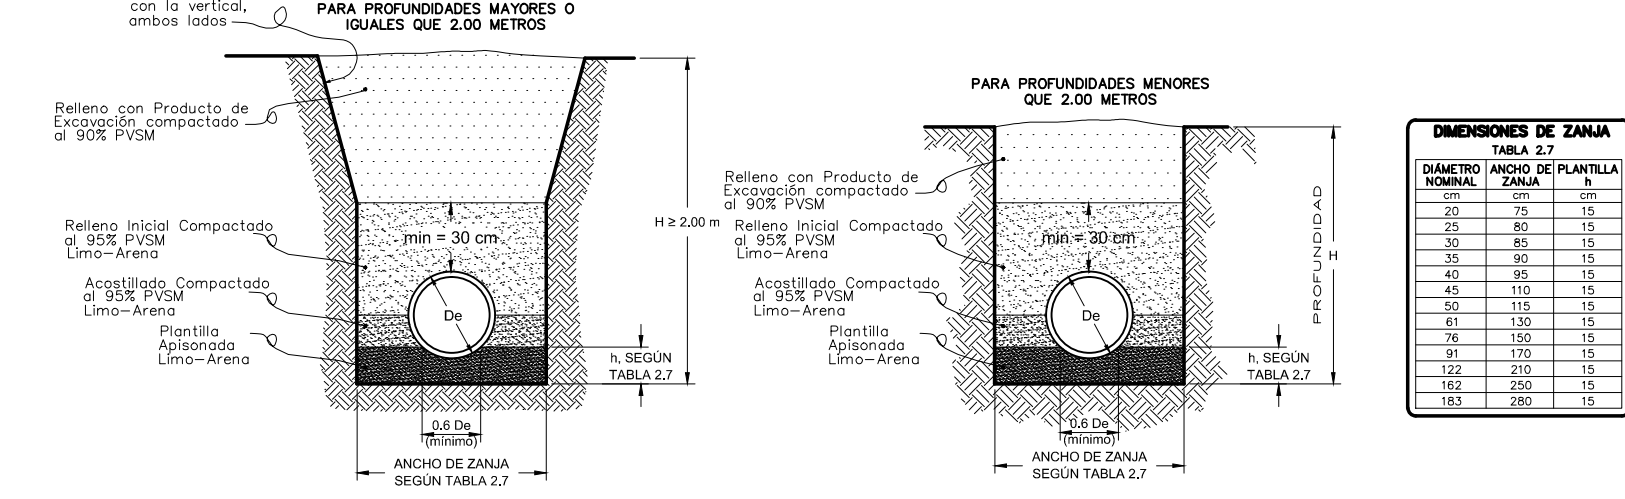 con la vertical,
ambos lados
PARA PROFUNDIDADES MAYORES O
IGUALES QUE 2.00 METROS
Relleno con Producto de
Excavación compactado
al 90% PVSM
Relleno Inicial Compactado
al 95% PVSM
Limo-Arena
Acostillado Compactado
al 95% PVSM
Limo-Arena
Plantilla
Apisonada
Limo-Arena
min = 30 cm
De
H ≥ 2.00 m
h, SEGÚN
TABLA 2.7
0.6 De
(mínimo)
ANCHO DE ZANJA
SEGÚN TABLA 2.7
PARA PROFUNDIDADES MENORES
QUE 2.00 METROS
Relleno con Producto de
Excavación compactado
al 90% PVSM
Relleno Inicial Compactado
al 95% PVSM
Limo-Arena
Acostillado Compactado
al 95% PVSM
Limo-Arena
Plantilla
Apisonada
Limo-Arena
min = 30 cm
De
PROFUNDIDAD
H
h, SEGÚN
TABLA 2.7
0.6 De
(mínimo)
ANCHO DE ZANJA
SEGÚN TABLA 2.7
DIMENSIONES DE ZANJA
TABLA 2.7
DIÁMETRO NOMINAL ANCHO DE ZANJA PLANTILLA h
cm cm cm
20 75 15
25 80 15
30 85 15
35 90 15
40 95 15
45 110 15
50 115 15
61 130 15
76 150 15
91 170 15
122 210 15
162 250 15
183 280 15